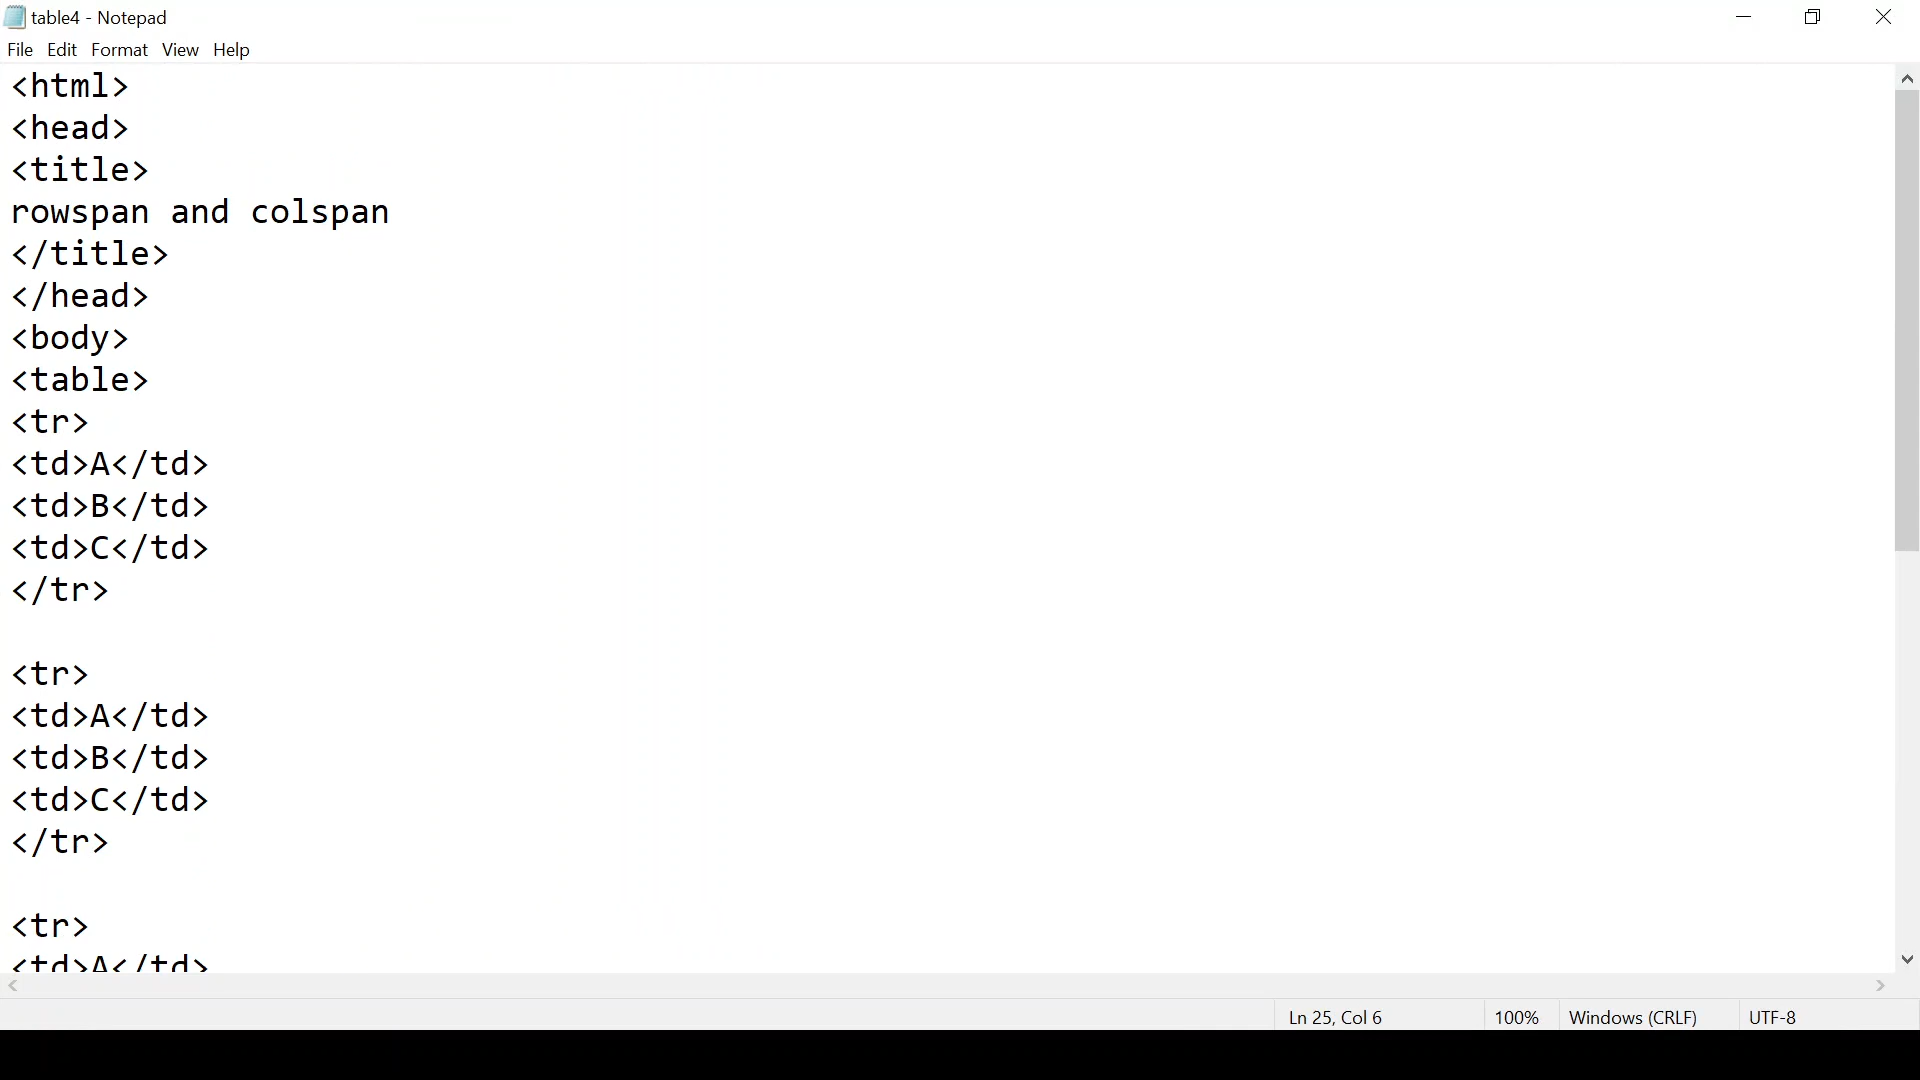 table4 - Notepad
File Edit Format View Help
<html>
<head>
<title>
rowspan and colspan
</title>
</head>
<body>
<table>
<tr>
<td>A</td>
<td>B</td>
<td>C</td>
</tr>
<tr>
<td>A</td>
<td>B</td>
<td>C</td>
</tr>
<tr>
<td>A</td>
Ln 25, Col 6 100% Windows (CRLF) UTF-8